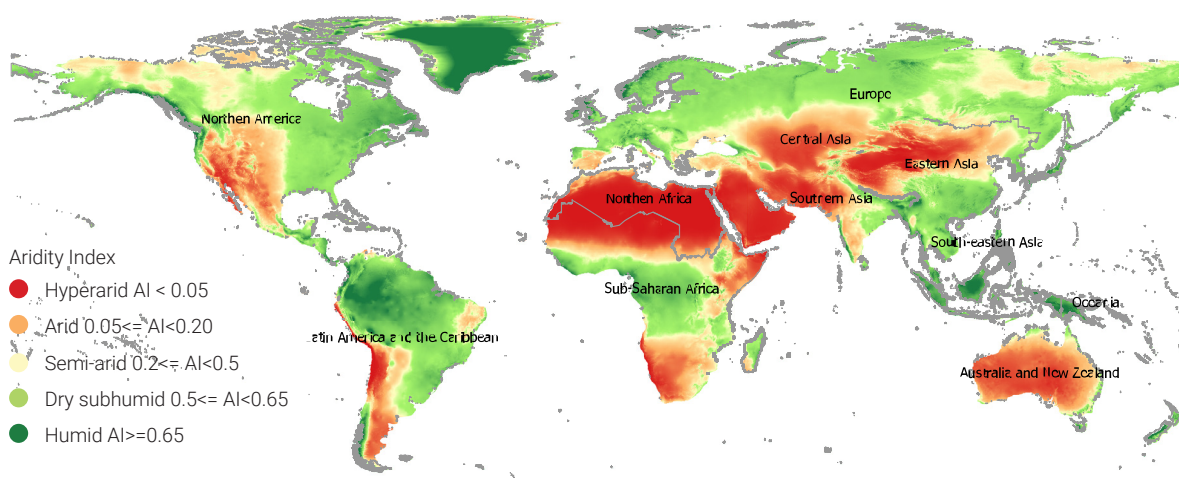 Northen America
Europe
Central Asia
Eastern Asia
Northen Africa
Southern Asia
South-eastern Asia
Sub-Saharan Africa
Oceania
atin America and the Caribbean
Australia and New Zealand
Aridity Index
Hyperarid AI < 0.05
Arid 0.05<= AI<0.20
Semi-arid 0.2<= AI<0.5
Dry subhumid 0.5<= AI<0.65
Humid AI>=0.65